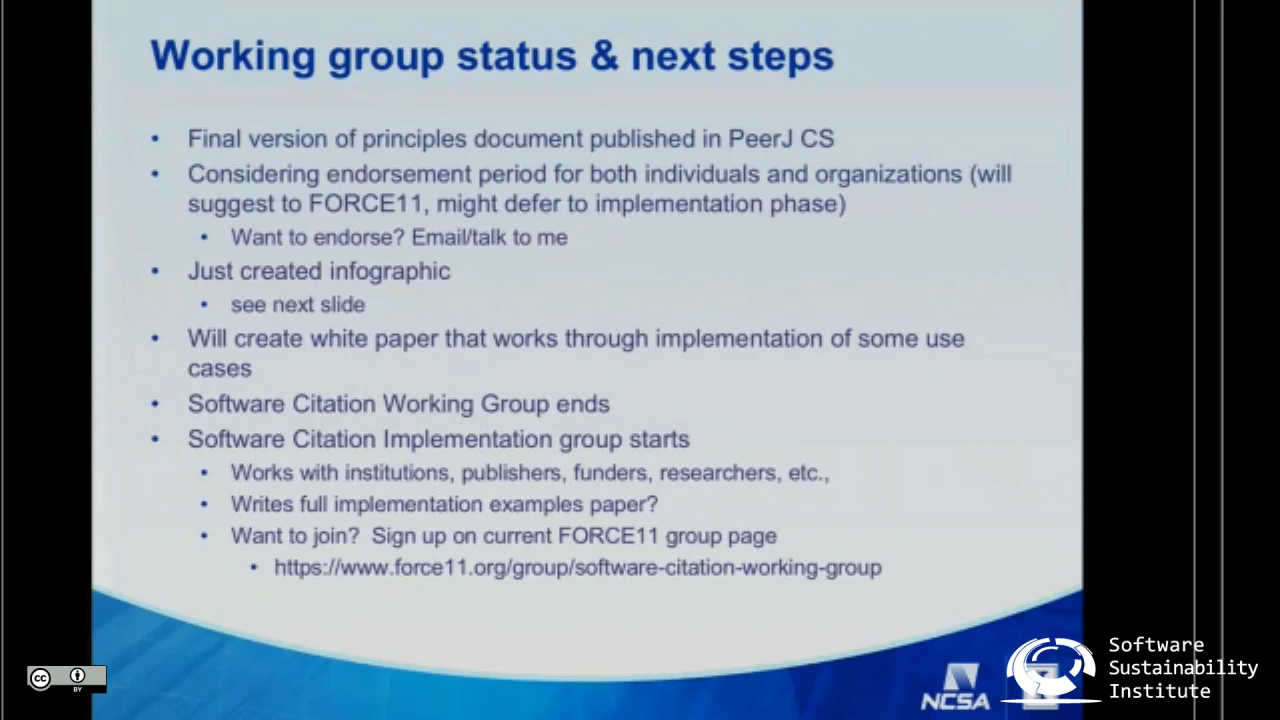 Working group status & next steps
• Final version of principles document published in PeerJ CS
• Considering endorsement period for both individuals and organizations (will
suggest to FORCE11, might defer to implementation phase)
• Want to endorse? Email/talk to me
• Just created infographic
• see next slide
• Will create white paper that works through implementation of some use
cases
• Software Citation Working Group ends
• Software Citation Implementation group starts
• Works with institutions, publishers, funders, researchers, etc.,
• Writes full implementation examples paper?
• Want to join?  Sign up on current FORCE11 group page
• https://www.force11.org/group/software-citation-working-group
cc
BY
NCSA
Software
Sustainability
Institute